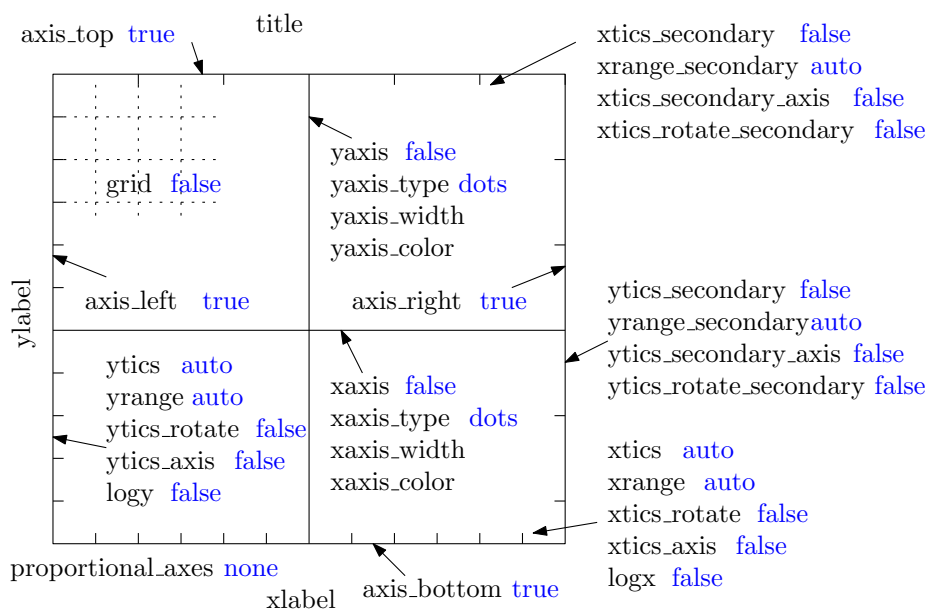 title
axis_top true
xtics_secondary false
xrange_secondary auto
xtics_secondary_axis false
xtics_rotate_secondary false
yaxis false
yaxis_type dots
yaxis_width
yaxis_color
grid false
axis_left true
axis_right true
ylabel
ytics_secondary false
yrange_secondary auto
ytics_secondary_axis false
ytics_rotate_secondary false
ytics auto
yrange auto
ytics_rotate false
ytics_axis false
logy false
xaxis false
xaxis_type dots
xaxis_width
xaxis_color
xtics auto
xrange auto
xtics_rotate false
xtics_axis false
logx false
proportional_axes none
axis_bottom true
xlabel